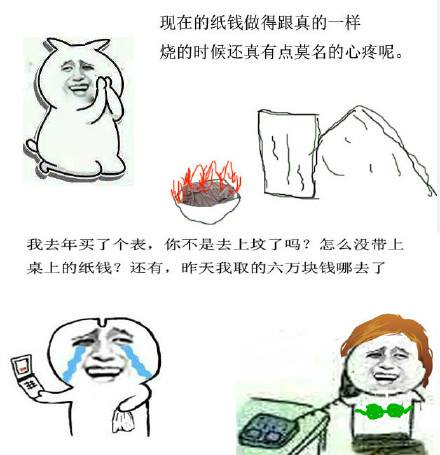 现在的纸钱做得跟真的一样
烧的时候还真有点莫名的心疼呢。
我去年买了个表，你不是去上坟了吗？怎么没带上
桌上的纸钱？还有，昨天我取的六万块钱哪去了